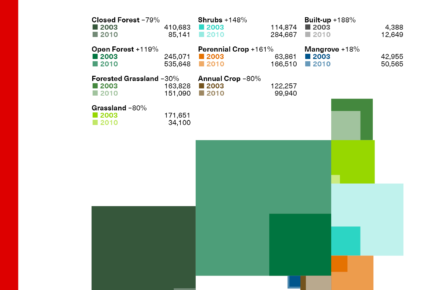 Closed Forest –79%
2003 410,683
2010 85,141
Open Forest +119%
2003 245,071
2010 535,648
Forested Grassland –30%
2003 163,828
2010 151,090
Grassland –80%
2003 171,651
2010 34,100
Shrubs +148%
2003 114,874
2010 284,667
Perennial Crop +161%
2003 63,861
2010 166,510
Annual Crop –80%
2003 122,257
2010 99,940
Built-up +188%
2003 4,388
2010 12,649
Mangrove +18%
2003 42,955
2010 50,565